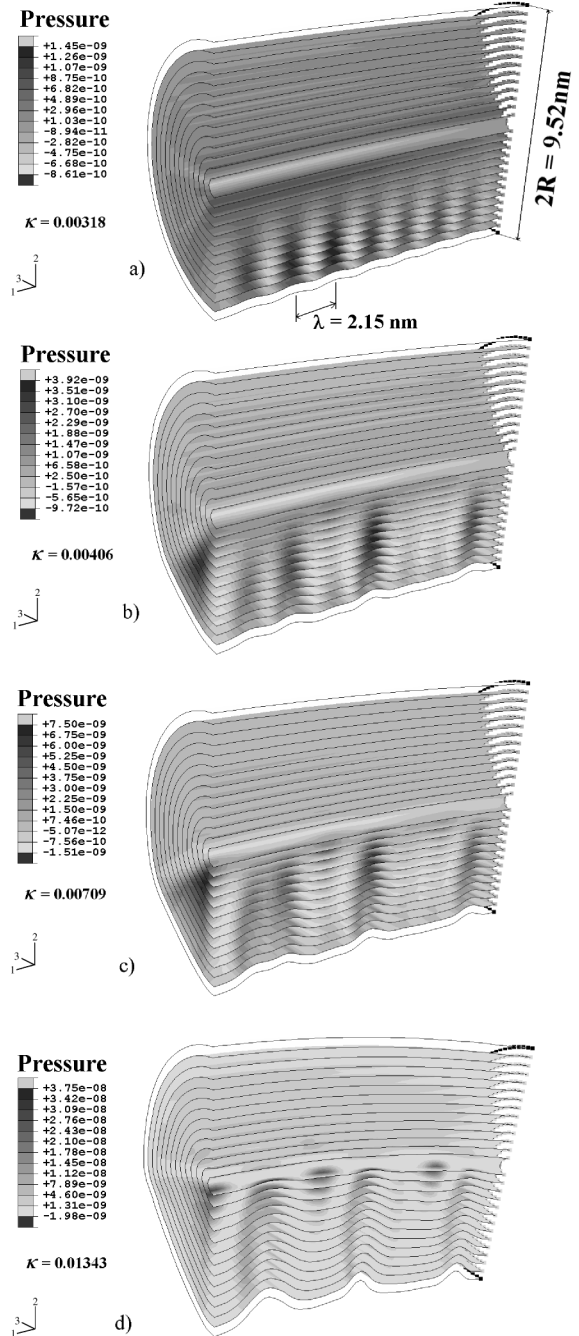 Pressure
+1.45e-09
+1.26e-09
+1.07e-09
+8.75e-10
+6.82e-10
+4.89e-10
+2.96e-10
+1.03e-10
-8.94e-11
-2.82e-10
-4.75e-10
-6.68e-10
-8.61e-10
κ = 0.00318
2
3
1
a)
2R = 9.52nm
λ = 2.15 nm
Pressure
+3.92e-09
+3.51e-09
+3.10e-09
+2.70e-09
+2.29e-09
+1.88e-09
+1.47e-09
+1.07e-09
+6.58e-10
+2.50e-10
-1.57e-10
-5.65e-10
-9.72e-10
κ = 0.00406
2
3
1
b)
Pressure
+7.50e-09
+6.75e-09
+6.00e-09
+5.25e-09
+4.50e-09
+3.75e-09
+3.00e-09
+2.25e-09
+1.50e-09
+7.46e-10
-5.07e-12
-7.56e-10
-1.51e-09
κ = 0.00709
2
3
1
c)
Pressure
+3.75e-08
+3.42e-08
+3.09e-08
+2.76e-08
+2.43e-08
+2.10e-08
+1.78e-08
+1.45e-08
+1.12e-08
+7.89e-09
+4.60e-09
+1.31e-09
-1.98e-09
κ = 0.01343
2
3
1
d)